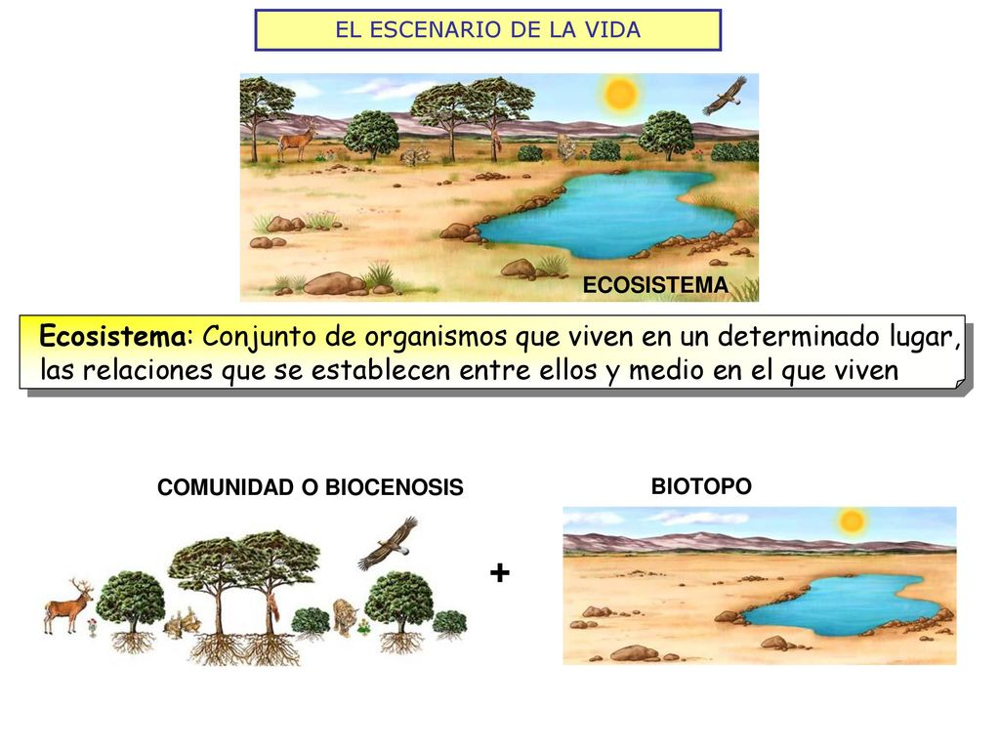 EL ESCENARIO DE LA VIDA
ECOSISTEMA
Ecosistema: Conjunto de organismos que viven en un determinado lugar,
las relaciones que se establecen entre ellos y medio en el que viven
COMUNIDAD O BIOCENOSIS
BIOTOPO
+